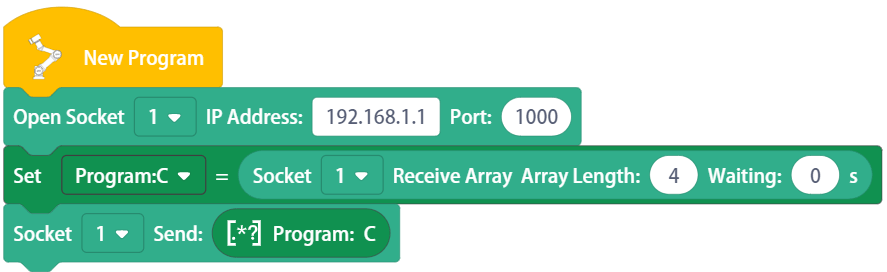 New Program
Open Socket 1 IP Address: 192.168.1.1 Port: 1000
Set Program:C = Socket 1 Receive Array Array Length: 4 Waiting: 0 s
Socket 1 Send: [.*?] Program: C